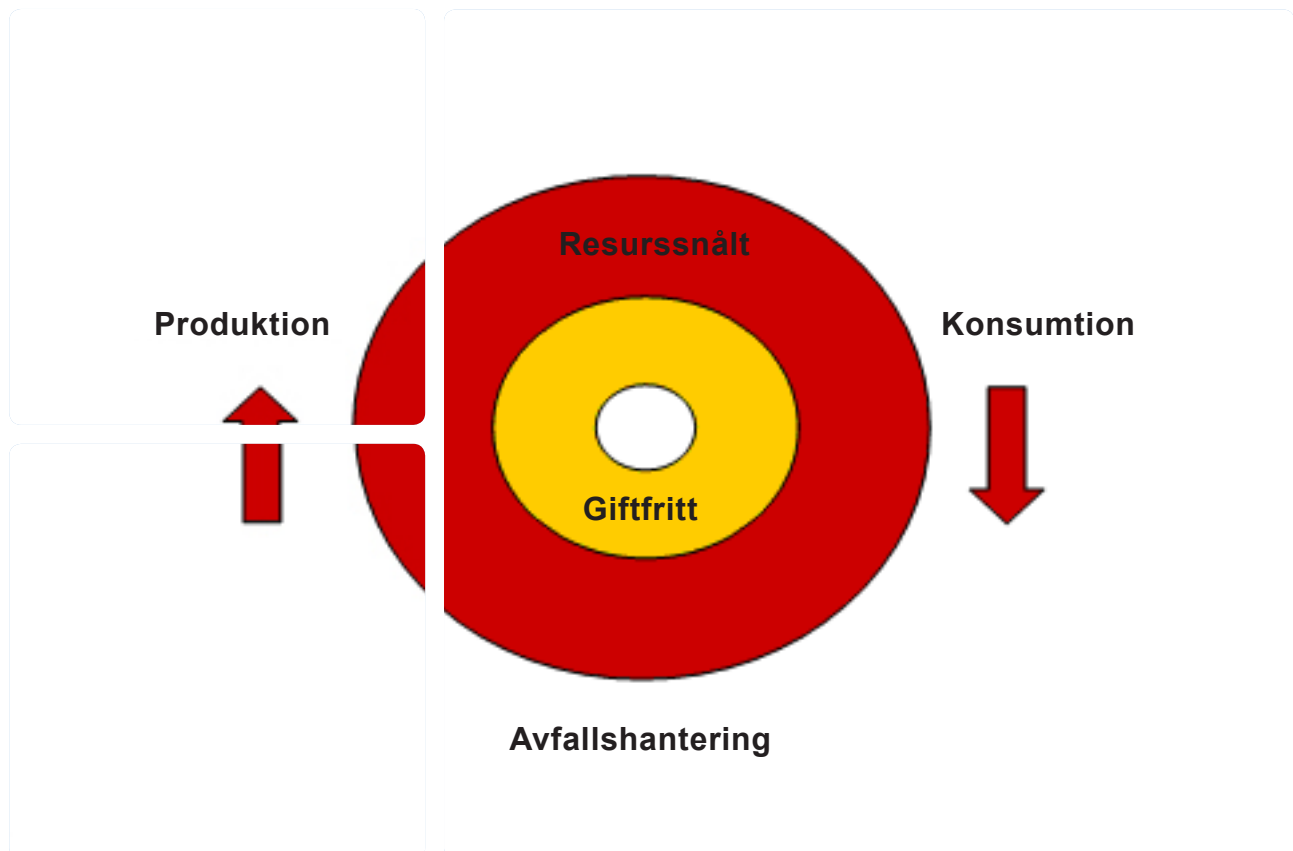 Resurssnålt
Produktion
Konsumtion
Giftfritt
Avfallshantering